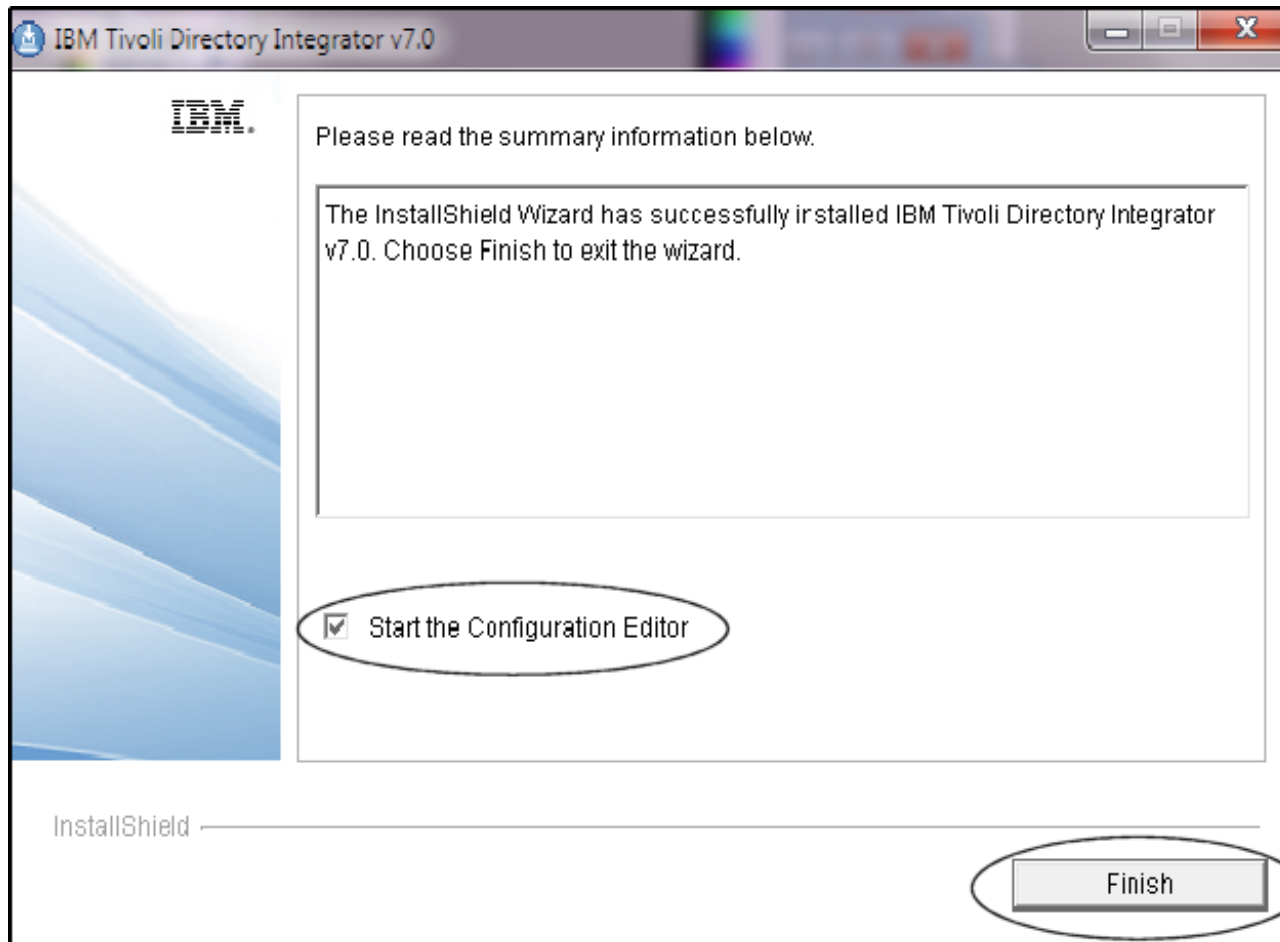 IBM Tivoli Directory Integrator v7.0
IBM.
Please read the summary information below.
The InstallShield Wizard has successfully installed IBM Tivoli Directory Integrator
v7.0. Choose Finish to exit the wizard.
Start the Configuration Editor
InstallShield
Finish